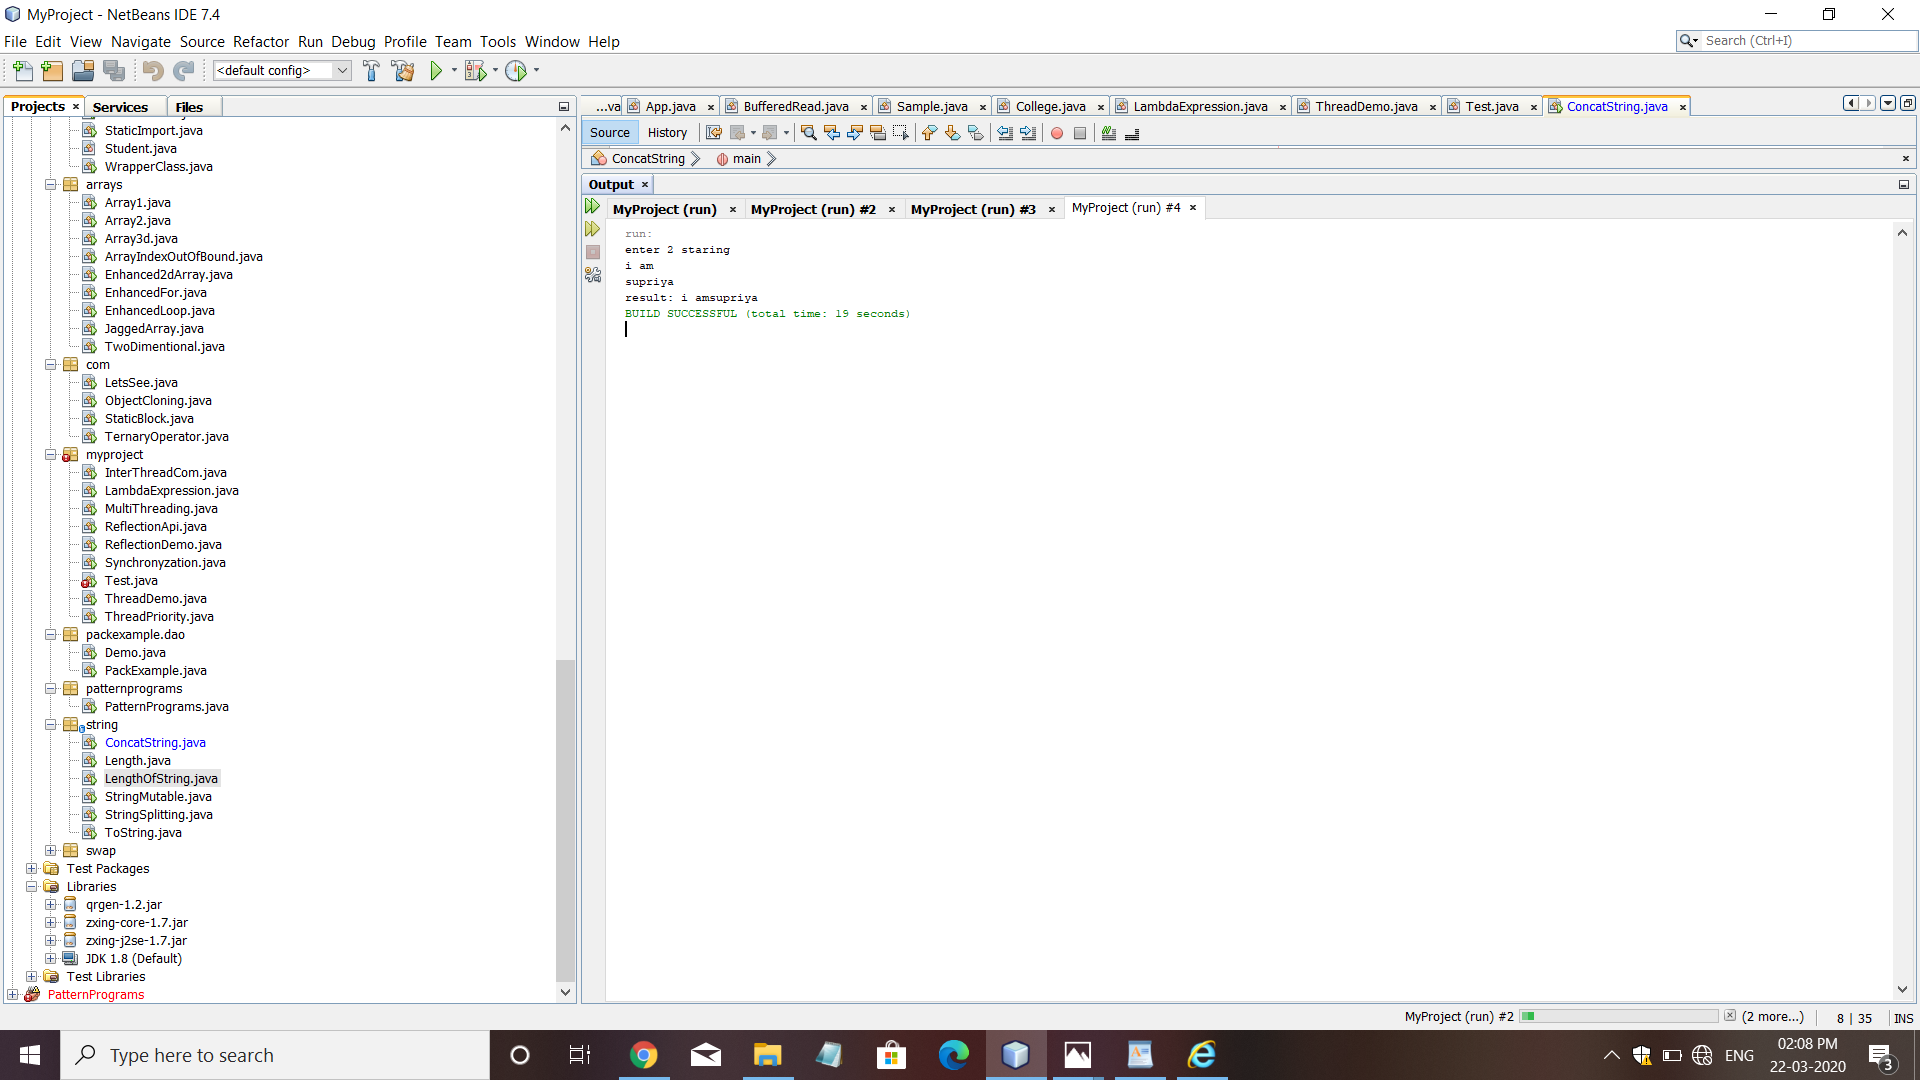 MyProject - NetBeans IDE 7.4
File Edit View Navigate Source Refactor Run Debug Profile Team Tools Window Help
Search (Ctrl+I)
<default config>
Projects Services Files
StaticImport.java
Student.java
WrapperClass.java
arrays
Array1.java
Array2.java
Array3d.java
ArrayIndexOutOfBound.java
Enhanced2dArray.java
EnhancedFor.java
EnhancedLoop.java
JaggedArray.java
TwoDimentional.java
com
LetsSee.java
ObjectCloning.java
StaticBlock.java
TernaryOperator.java
myproject
InterThreadCom.java
LambdaExpression.java
MultiThreading.java
ReflectionApi.java
ReflectionDemo.java
Synchronyzation.java
Test.java
ThreadDemo.java
ThreadPriority.java
packexample.dao
Demo.java
PackExample.java
patternprograms
PatternPrograms.java
string
ConcatString.java
Length.java
LengthOfString.java
StringMutable.java
StringSplitting.java
ToString.java
swap
Test Packages
Libraries
qrgen-1.2.jar
zxing-core-1.7.jar
zxing-j2se-1.7.jar
JDK 1.8 (Default)
Test Libraries
PatternPrograms
...va App.java BufferedRead.java Sample.java College.java LambdaExpression.java ThreadDemo.java Test.java ConcatString.java
Source History
ConcatString main
Output
MyProject (run) MyProject (run) #2 MyProject (run) #3 MyProject (run) #4
run:
enter 2 staring
i am
supriya
result: i amsupriya
BUILD SUCCESSFUL (total time: 19 seconds)
MyProject (run) #2 (2 more...) 8 | 35 INS
Type here to search
ENG
02:08 PM
22-03-2020
3